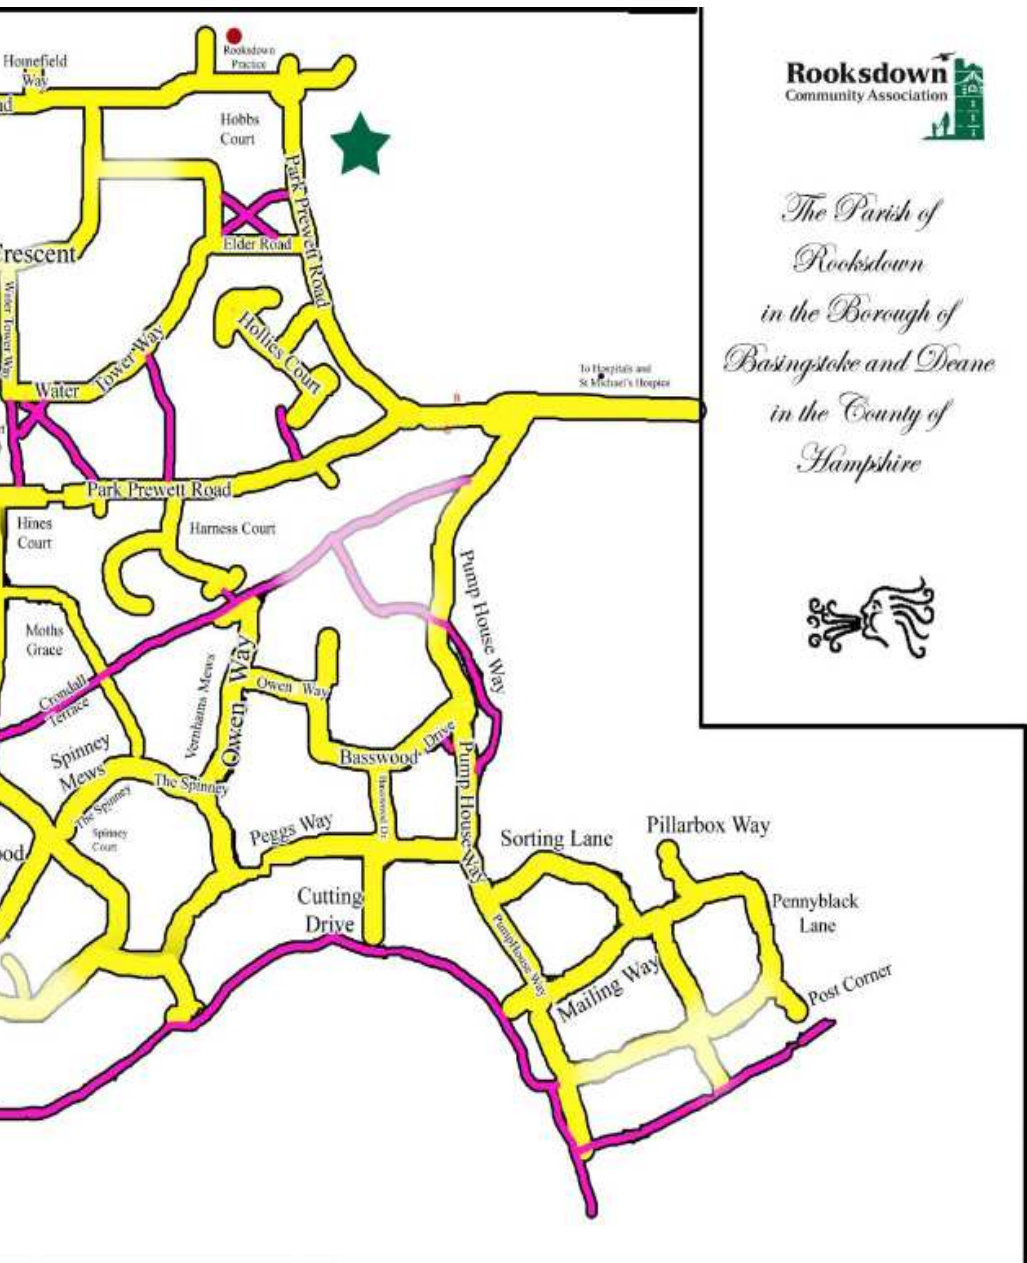 Homefield
Way
Rooksdown
Practice
Rooksdown
Community Association
Hobbs
Court
Park Prewett Road
The Parish of
Rooksdown
in the Borough of
Basingstoke and Deane
in the County of
Hampshire
Crescent
Elder Road
Water Tower Way
Hollies Court
Water Tower Way
To Hospitals and
St Michael's Hospice
Park Prewett Road
Hines
Court
Harness Court
Pump House Way
Moths
Grace
Crondall
Terrace
Vernhams Mews
Owen Way
Owen Way
Spinney
Mews
The Spinney
The Spinney
Spinney
Court
Basswood Drive
Basswood Dr.
Pump House Way
Peggs Way
Sorting Lane
Pillarbox Way
Cutting
Drive
Pennyblack
Lane
PumpHouse Way
Mailing Way
Post Corner